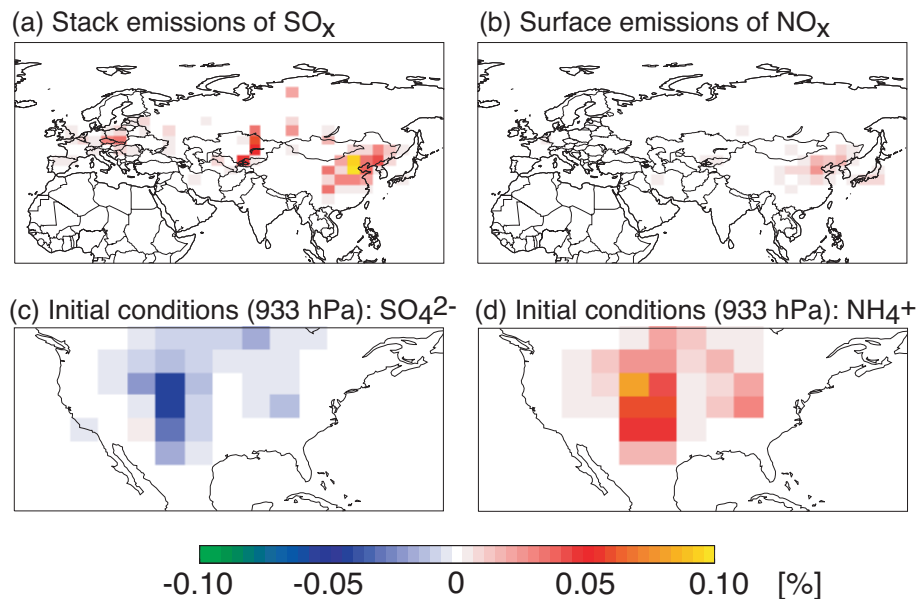 (a) Stack emissions of SOₓ
(b) Surface emissions of NOₓ
(c) Initial conditions (933 hPa): SO₄²⁻
(d) Initial conditions (933 hPa): NH₄⁺
-0.10 -0.05 0 0.05 0.10 [%]